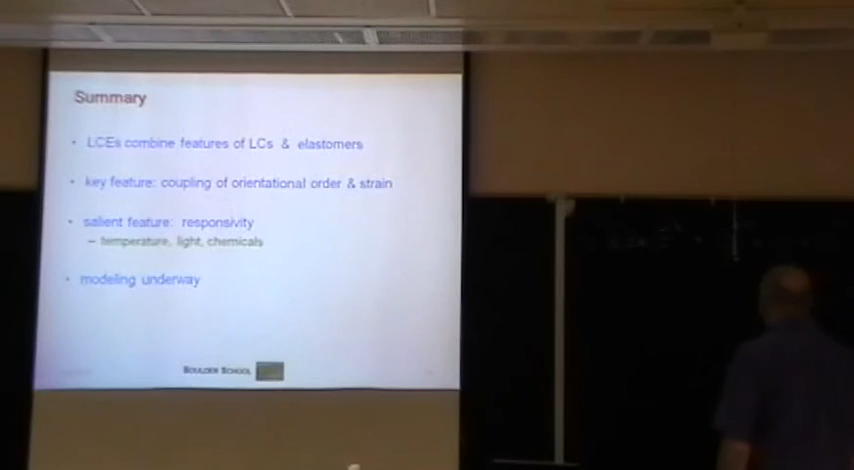 Summary
• LCEs combine features of LCs & elastomers
• key feature: coupling of orientational order & strain
• salient feature: responsivity
– temperature, light, chemicals
• modeling underway
BOULDER SCHOOL